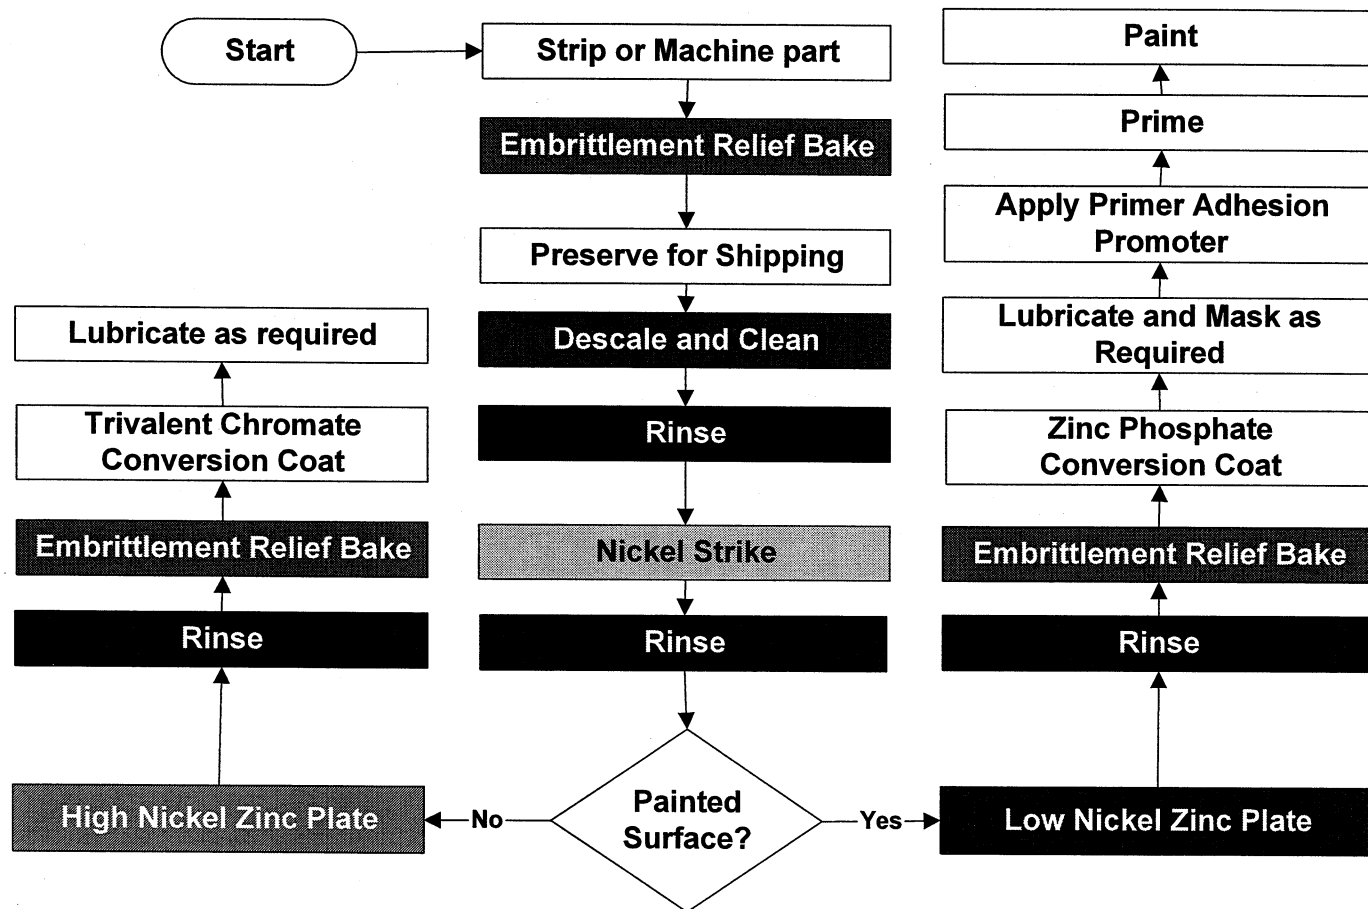 Start
Strip or Machine part
Embrittlement Relief Bake
Preserve for Shipping
Descale and Clean
Rinse
Nickel Strike
Rinse
Painted
Surface?
No
High Nickel Zinc Plate
Rinse
Embrittlement Relief Bake
Trivalent Chromate
Conversion Coat
Lubricate as required
Yes
Low Nickel Zinc Plate
Rinse
Embrittlement Relief Bake
Zinc Phosphate
Conversion Coat
Lubricate and Mask as
Required
Apply Primer Adhesion
Promoter
Prime
Paint